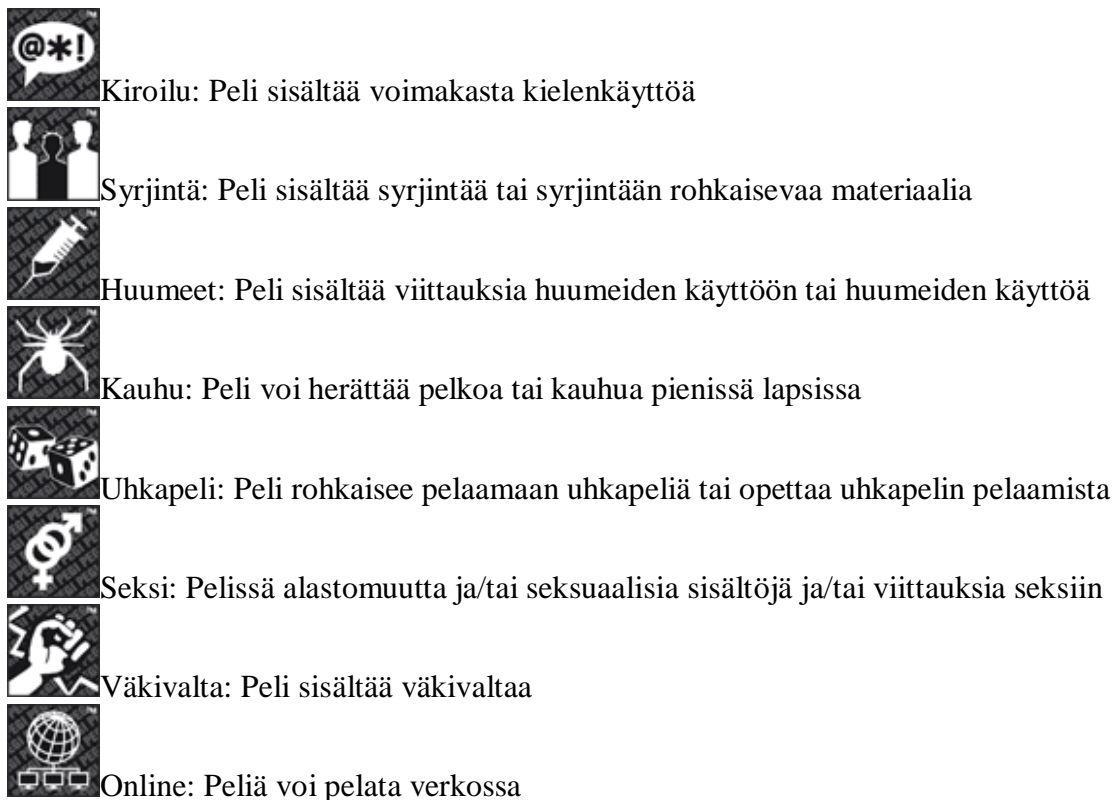 @*!
Kiroilu: Peli sisältää voimakasta kielenkäyttöä
Syrjintä: Peli sisältää syrjintää tai syrjintään rohkaisevaa materiaalia
Huumeet: Peli sisältää viittauksia huumeiden käyttöön tai huumeiden käyttöä
Kauhu: Peli voi herättää pelkoa tai kauhua pienissä lapsissa
Uhkapeli: Peli rohkaisee pelaamaan uhkapeliä tai opettaa uhkapelin pelaamista
Seksi: Pelissä alastomuutta ja/tai seksuaalisia sisältöjä ja/tai viittauksia seksiin
Väkivalta: Peli sisältää väkivaltaa
Online: Peliä voi pelata verkossa